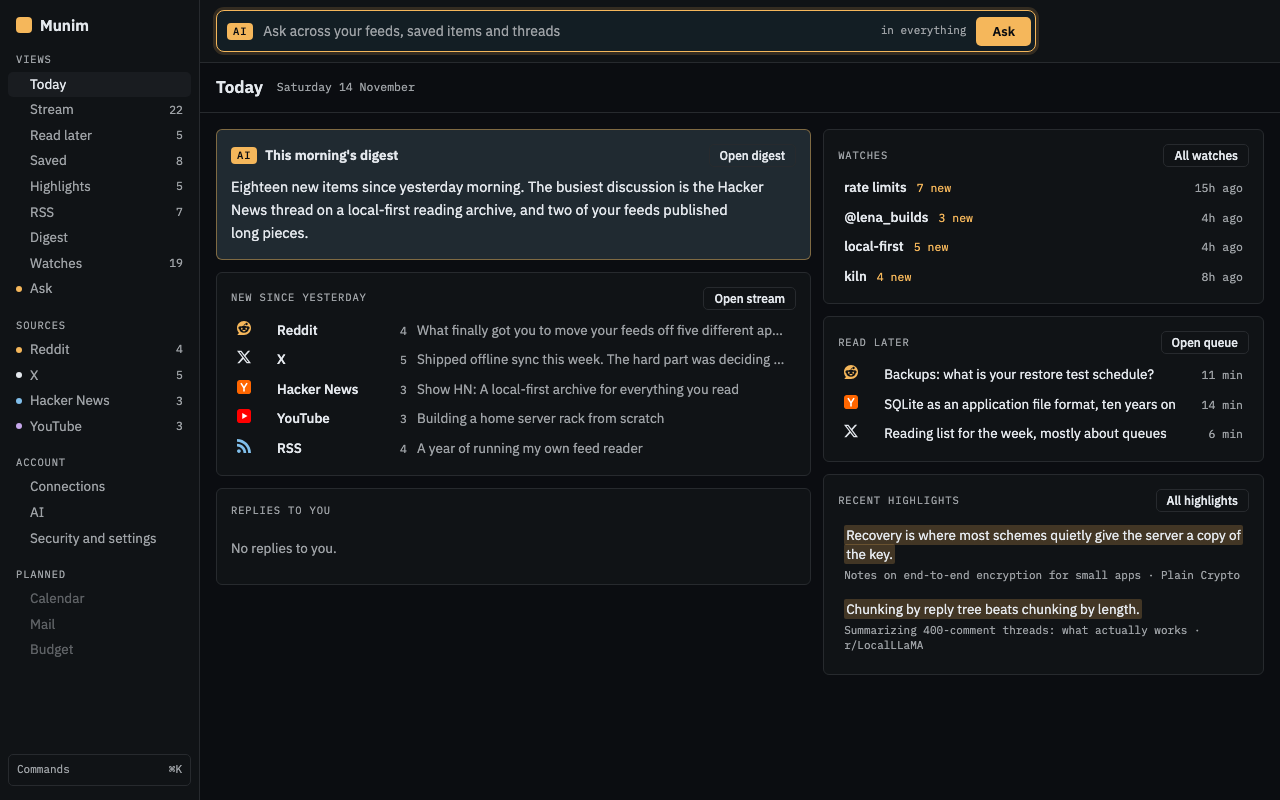 Munim
VIEWS
Today
Stream 22
Read later 5
Saved 8
Highlights 5
RSS 7
Digest
Watches 19
Ask
SOURCES
Reddit 4
X 5
Hacker News 3
YouTube 3
ACCOUNT
Connections
AI
Security and settings
PLANNED
Calendar
Mail
Budget
Commands ⌘K
AI Ask across your feeds, saved items and threads in everything Ask
Today Saturday 14 November
AI This morning's digest Open digest
Eighteen new items since yesterday morning. The busiest discussion is the Hacker
News thread on a local-first reading archive, and two of your feeds published
long pieces.
NEW SINCE YESTERDAY Open stream
Reddit 4 What finally got you to move your feeds off five different ap…
X 5 Shipped offline sync this week. The hard part was deciding …
Hacker News 3 Show HN: A local-first archive for everything you read
YouTube 3 Building a home server rack from scratch
RSS 4 A year of running my own feed reader
REPLIES TO YOU
No replies to you.
WATCHES All watches
rate limits 7 new 15h ago
@lena_builds 3 new 4h ago
local-first 5 new 4h ago
kiln 4 new 8h ago
READ LATER Open queue
Backups: what is your restore test schedule? 11 min
SQLite as an application file format, ten years on 14 min
Reading list for the week, mostly about queues 6 min
RECENT HIGHLIGHTS All highlights
Recovery is where most schemes quietly give the server a copy of
the key.
Notes on end-to-end encryption for small apps · Plain Crypto
Chunking by reply tree beats chunking by length.
Summarizing 400-comment threads: what actually works ·
r/LocalLLaMA